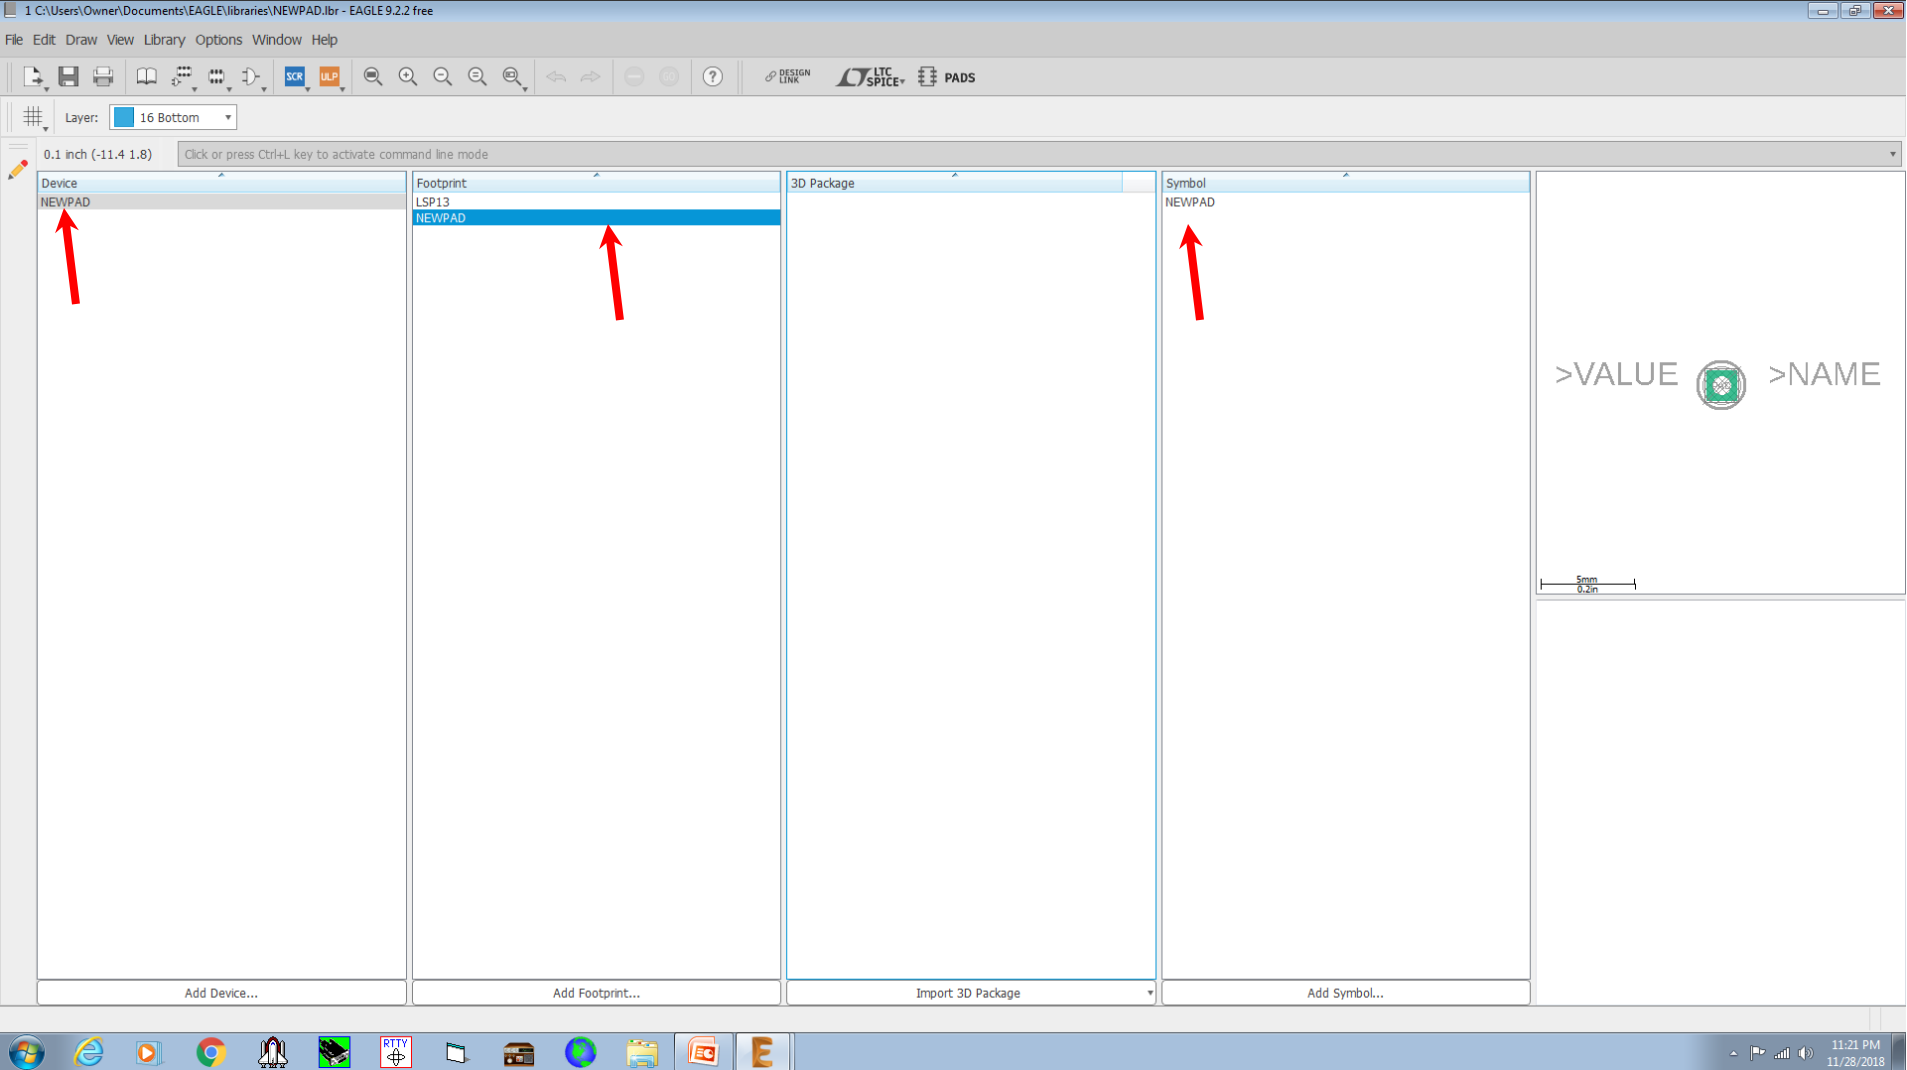 1 C:\Users\Owner\Documents\EAGLE\libraries\NEWPAD.lbr - EAGLE 9.2.2 free
File Edit Draw View Library Options Window Help
SCR ULP DESIGN LINK LTC SPICE PADS
Layer: 16 Bottom
0.1 inch (-11.4 1.8) Click or press Ctrl+L key to activate command line mode
Device Footprint 3D Package Symbol
NEWPAD LSP13 NEWPAD
NEWPAD
>VALUE >NAME
5mm
0.2in
Add Device... Add Footprint... Import 3D Package Add Symbol...
RTTY
11:21 PM
11/28/2018